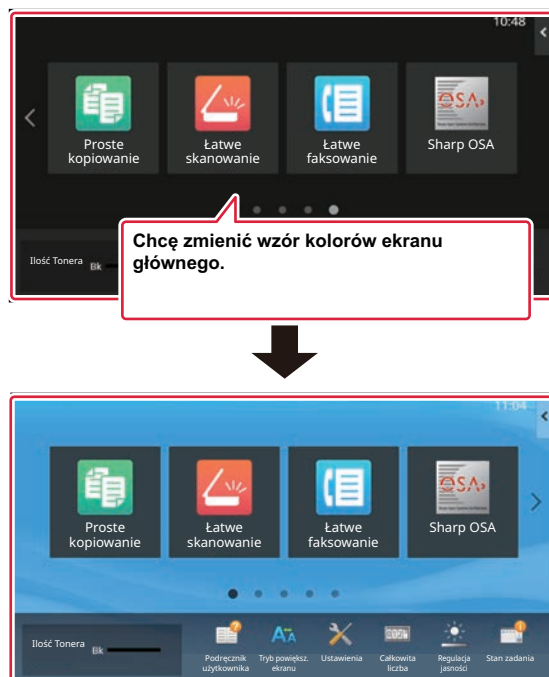 10:48
Proste
kopiowanie
Łatwe
skanowanie
Łatwe
faksowanie
Sharp OSA
Chcę zmienić wzór kolorów ekranu
głównego.
Ilość Tonera
Bk
11:04
Proste
kopiowanie
Łatwe
skanowanie
Łatwe
faksowanie
Sharp OSA
Ilość Tonera
Bk
Podręcznik
użytkownika
Tryb powiększ.
ekranu
Ustawienia
Całkowita
liczba
Regulacja
jasności
Stan zadania